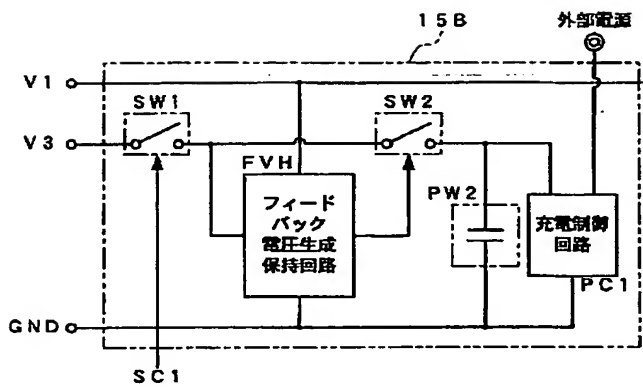 15B
外部電源
V1
SW1
SW2
V3
FVH
フィード
バック
電圧生成
保持回路
PW2
充電制御
回路
PC1
GND
SC1